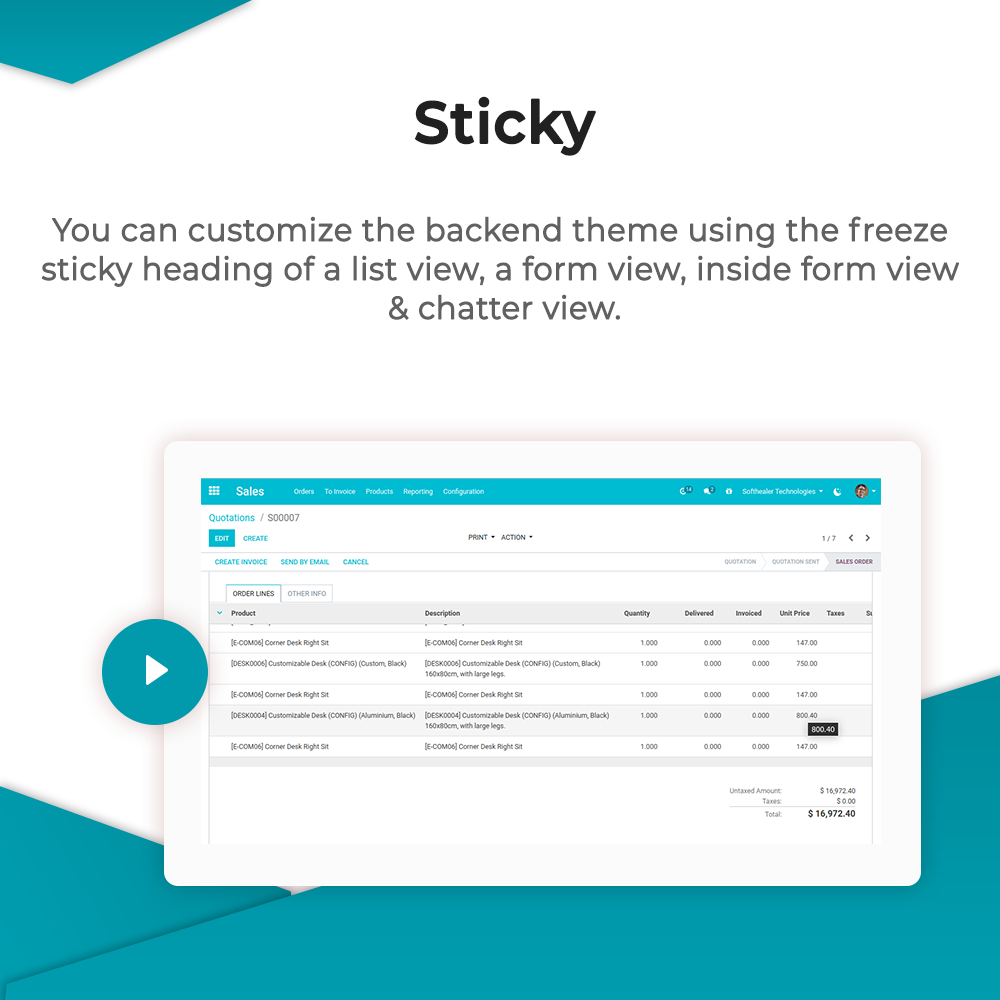 Sticky
You can customize the backend theme using the freeze
sticky heading of a list view, a form view, inside form view
& chatter view.
Sales Orders To Invoice Products Reporting Configuration 14 2 Softhealer Technologies
Quotations / S00007
EDIT CREATE PRINT ACTION 1 / 7
CREATE INVOICE SEND BY EMAIL CANCEL QUOTATION QUOTATION SENT SALES ORDER
ORDER LINES OTHER INFO
Product Description Quantity Delivered Invoiced Unit Price Taxes
[E-COM06] Corner Desk Right Sit [E-COM06] Corner Desk Right Sit 1.000 0.000 0.000 147.00
[DESK0006] Customizable Desk (CONFIG) (Custom, Black) [DESK0006] Customizable Desk (CONFIG) (Custom, Black) 1.000 0.000 0.000 750.00
160x80cm, with large legs.
[E-COM06] Corner Desk Right Sit [E-COM06] Corner Desk Right Sit 1.000 0.000 0.000 147.00
[DESK0004] Customizable Desk (CONFIG) (Aluminium, Black) [DESK0004] Customizable Desk (CONFIG) (Aluminium, Black) 1.000 0.000 0.000 800.40
160x80cm, with large legs.
800.40
[E-COM06] Corner Desk Right Sit [E-COM06] Corner Desk Right Sit 1.000 0.000 0.000 147.00
Untaxed Amount: $ 16,972.40
Taxes: $ 0.00
Total: $ 16,972.40